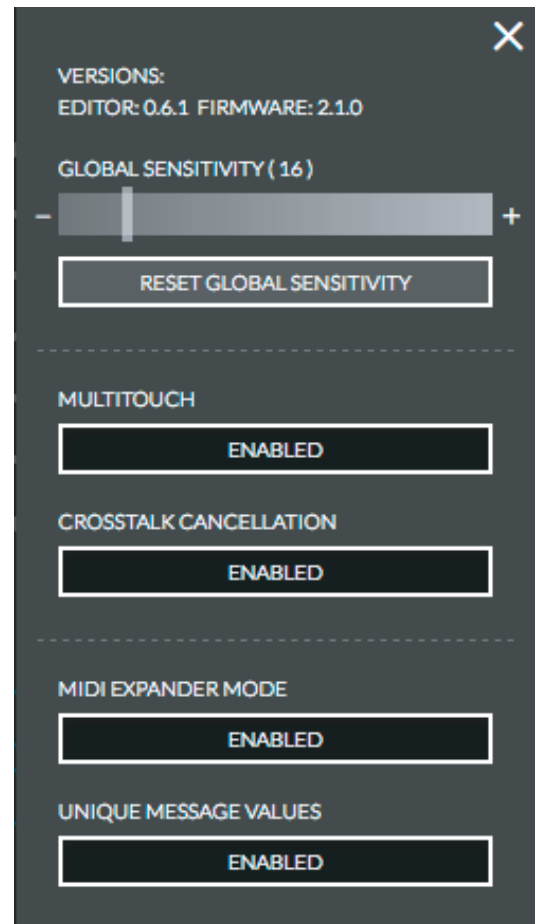 VERSIONS:
EDITOR: 0.6.1 FIRMWARE: 2.1.0
GLOBAL SENSITIVITY ( 16 )
– +
RESET GLOBAL SENSITIVITY
MULTITOUCH
ENABLED
CROSSTALK CANCELLATION
ENABLED
MIDI EXPANDER MODE
ENABLED
UNIQUE MESSAGE VALUES
ENABLED